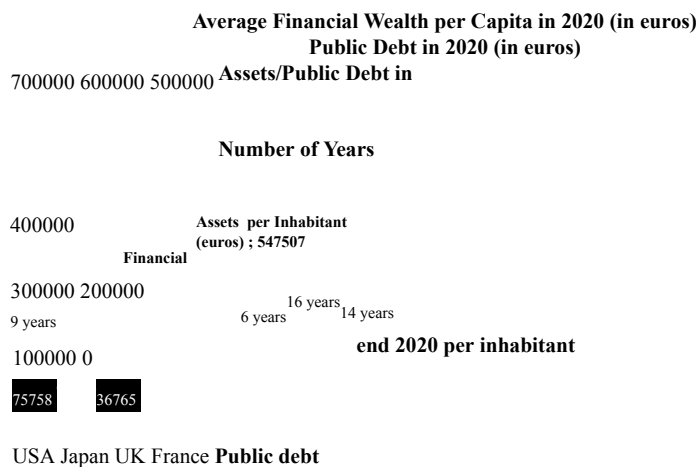 Average Financial Wealth per Capita in 2020 (in euros)
Public Debt in 2020 (in euros)
700000 600000 500000 Assets/Public Debt in
Number of Years
400000
Assets per Inhabitant
(euros) ; 547507
Financial
300000 200000
9 years
6 years
16 years
14 years
end 2020 per inhabitant
100000 0
75758
36765
USA Japan UK France Public debt